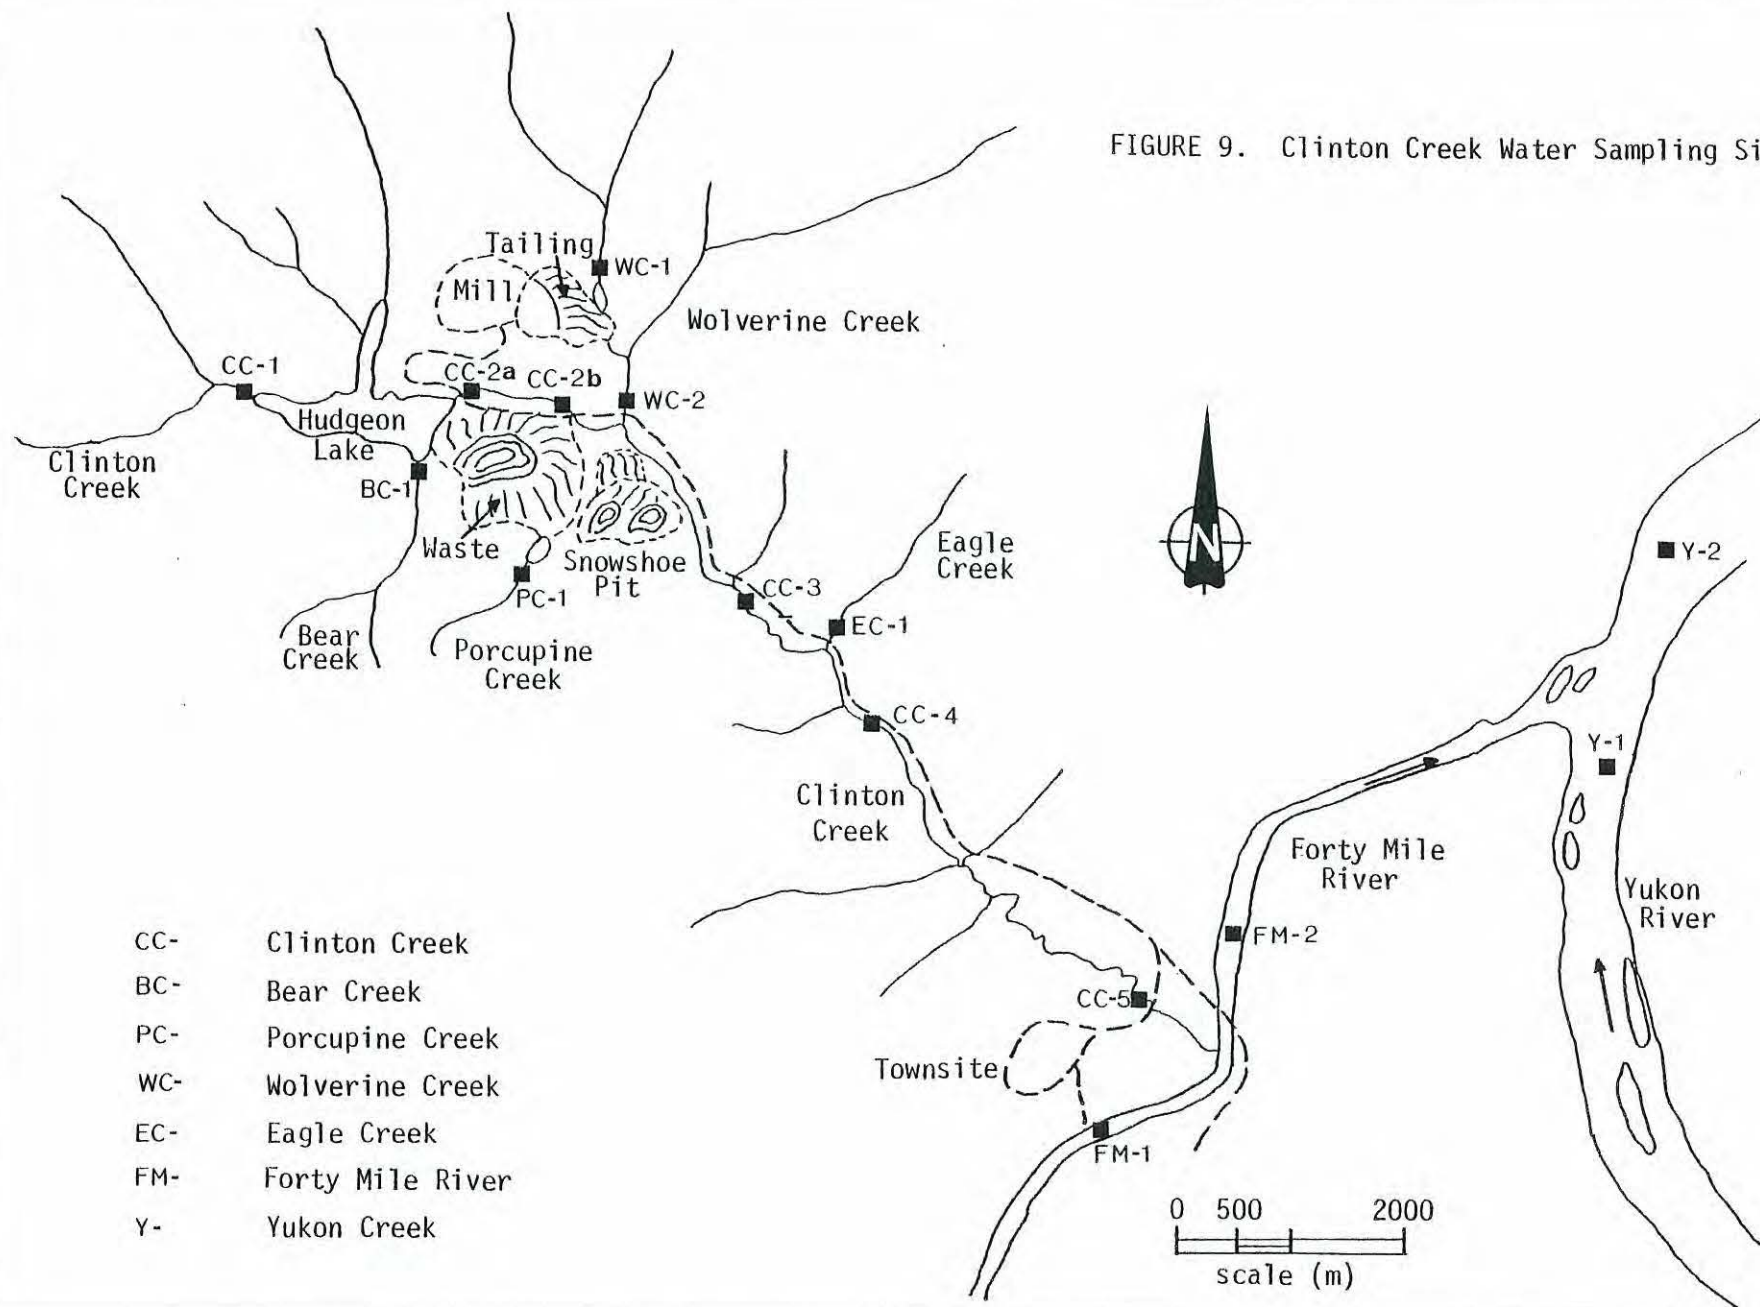 FIGURE 9. Clinton Creek Water Sampling Si
Tailing
WC-1
Mill
Wolverine Creek
CC-1
CC-2a
CC-2b
WC-2
Hudgeon
Lake
Clinton
Creek
BC-1
Waste
Snowshoe
Pit
PC-1
Bear
Creek
Porcupine
Creek
CC-3
Eagle
Creek
EC-1
N
Y-2
CC-4
Y-1
Clinton
Creek
Forty Mile
River
Yukon
River
FM-2
CC-5
Townsite
FM-1
CC- Clinton Creek
BC- Bear Creek
PC- Porcupine Creek
WC- Wolverine Creek
EC- Eagle Creek
FM- Forty Mile River
Y- Yukon Creek
0 500 2000
scale (m)